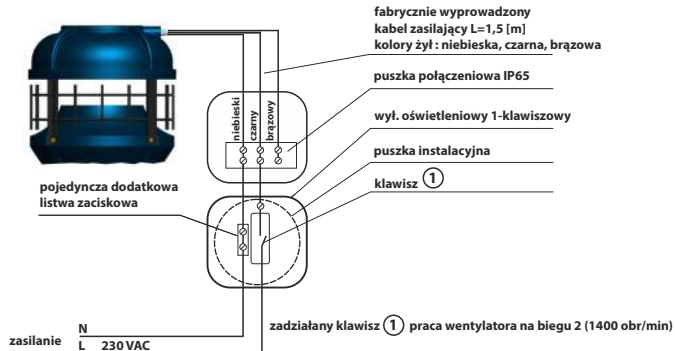 fabrycznie wyprowadzony
kabel zasilający L=1,5 [m]
kolory żył : niebieska, czarna, brązowa
puszka połączeniowa IP65
niebieski
czarny
brązowy
wył. oświetleniowy 1-klawiszowy
puszka instalacyjna
klawisz 1
pojedyncza dodatkowa
listwa zaciskowa
zadziałany klawisz 1 praca wentylatora na biegu 2 (1400 obr/min)
zasilanie
N
L 230 VAC